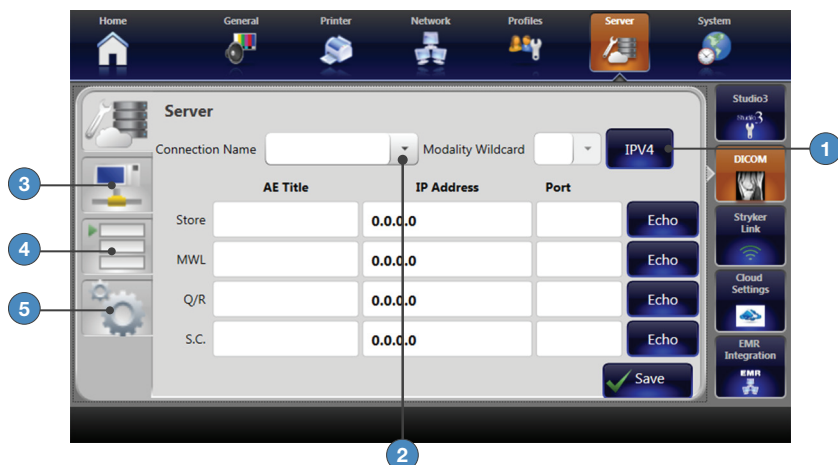 Home General Printer Network Profiles Server System
Server
Connection Name Modality Wildcard IPV4
AE Title IP Address Port
Store 0.0.0.0 Echo
MWL 0.0.0.0 Echo
Q/R 0.0.0.0 Echo
S.C. 0.0.0.0 Echo
Save
Studio3
Studio3
DICOM
Stryker
Link
Cloud
Settings
EMR
Integration
EMR
1
2
3
4
5